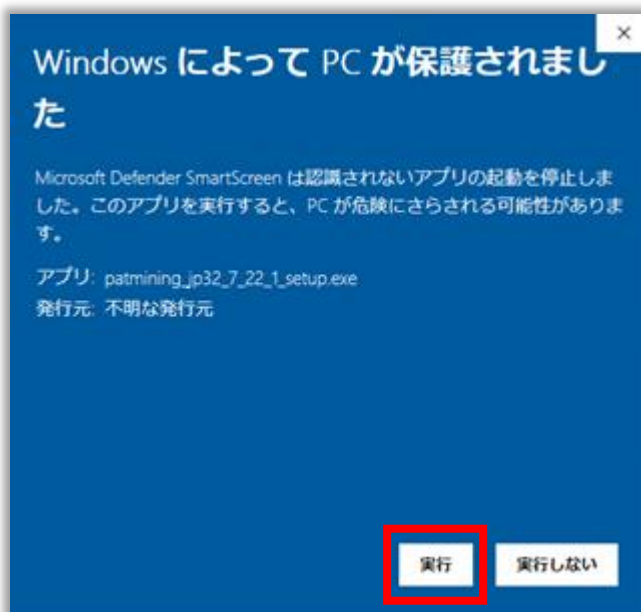 Windows によって PC が保護されまし
た
Microsoft Defender SmartScreen は認識されないアプリの起動を停止しま
した。このアプリを実行すると、PC が危険にさらされる可能性がありま
す。
アプリ: patmining_jp32_7_22_1_setup.exe
発行元: 不明な発行元
実行
実行しない